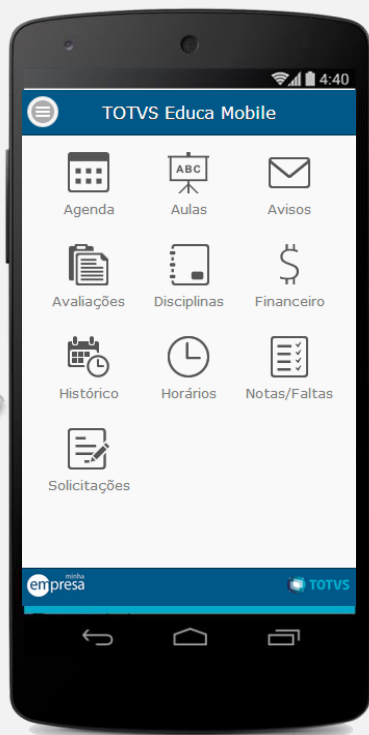 4:40
TOTVS Educa Mobile
ABC
Agenda Aulas Avisos
Avaliações Disciplinas Financeiro
Histórico Horários Notas/Faltas
Solicitações
minha
empresa TOTVS